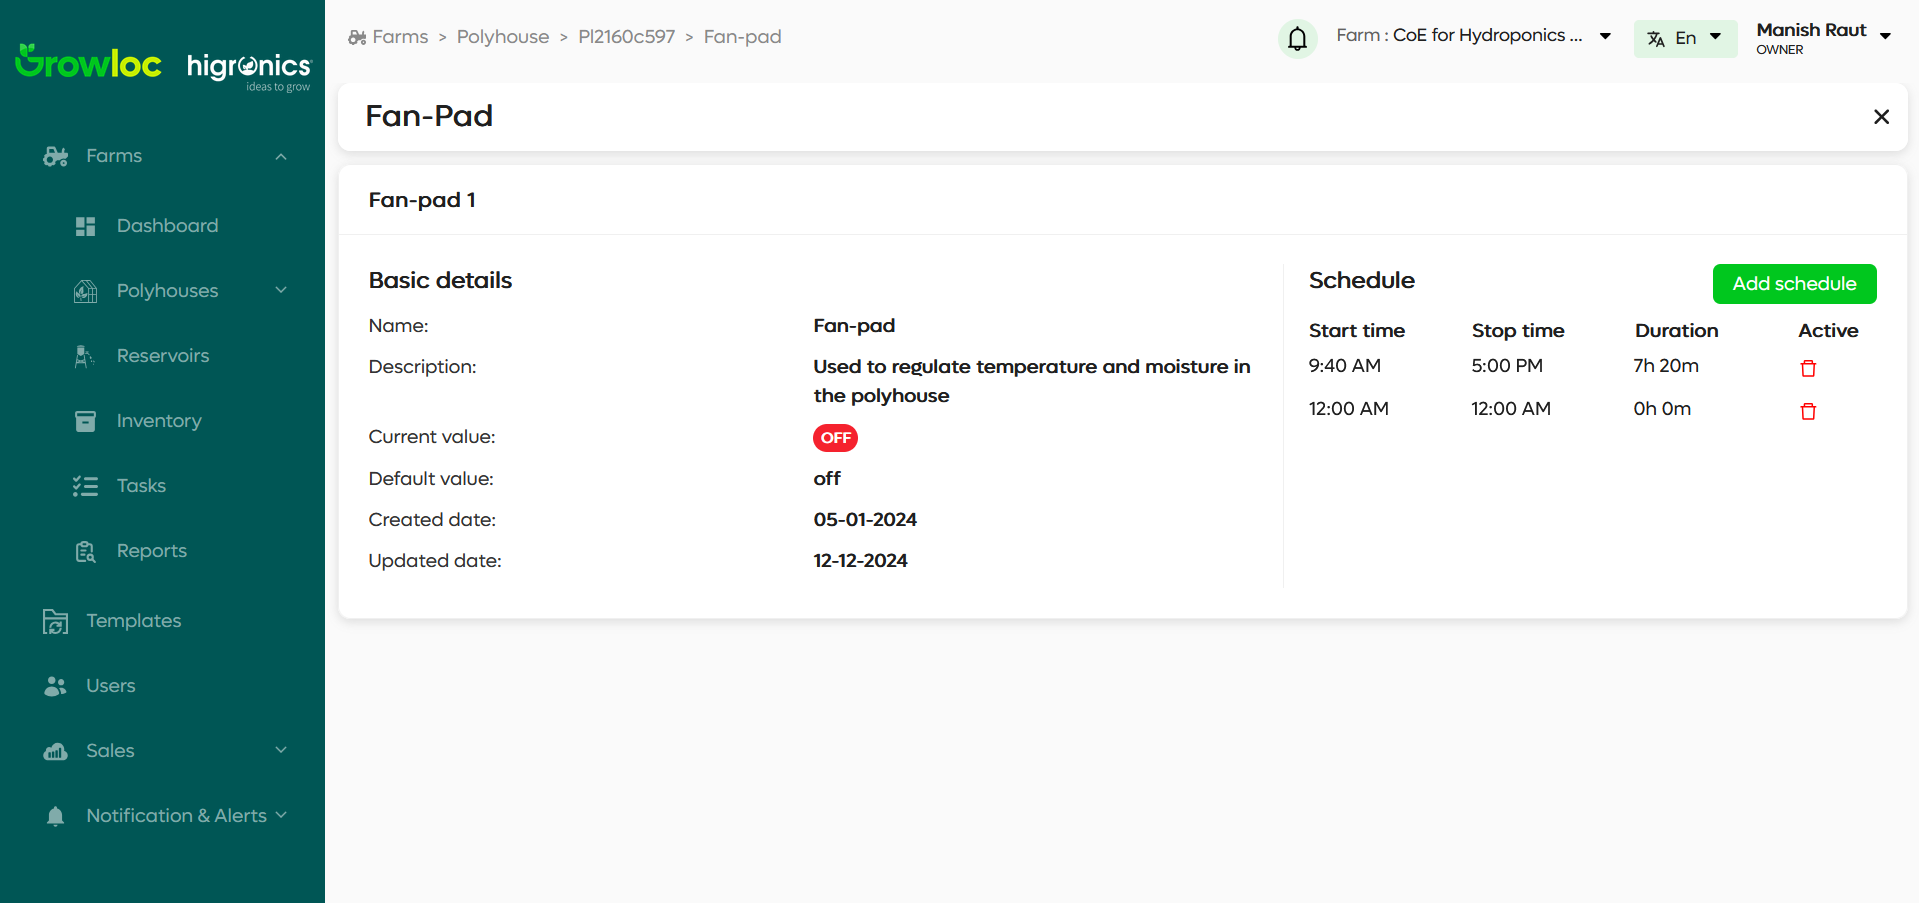 Growloc
higronics
ideas to grow
Farms
Dashboard
Polyhouses
Reservoirs
Inventory
Tasks
Reports
Templates
Users
Sales
Notification & Alerts
Farms > Polyhouse > Pl2160c597 > Fan-pad
Farm : CoE for Hydroponics ...
En
Manish Raut
OWNER
Fan-Pad
Fan-pad 1
Basic details
Name: Fan-pad
Description: Used to regulate temperature and moisture in
the polyhouse
Current value: OFF
Default value: off
Created date: 05-01-2024
Updated date: 12-12-2024
Schedule
Add schedule
Start time Stop time Duration Active
9:40 AM 5:00 PM 7h 20m
12:00 AM 12:00 AM 0h 0m